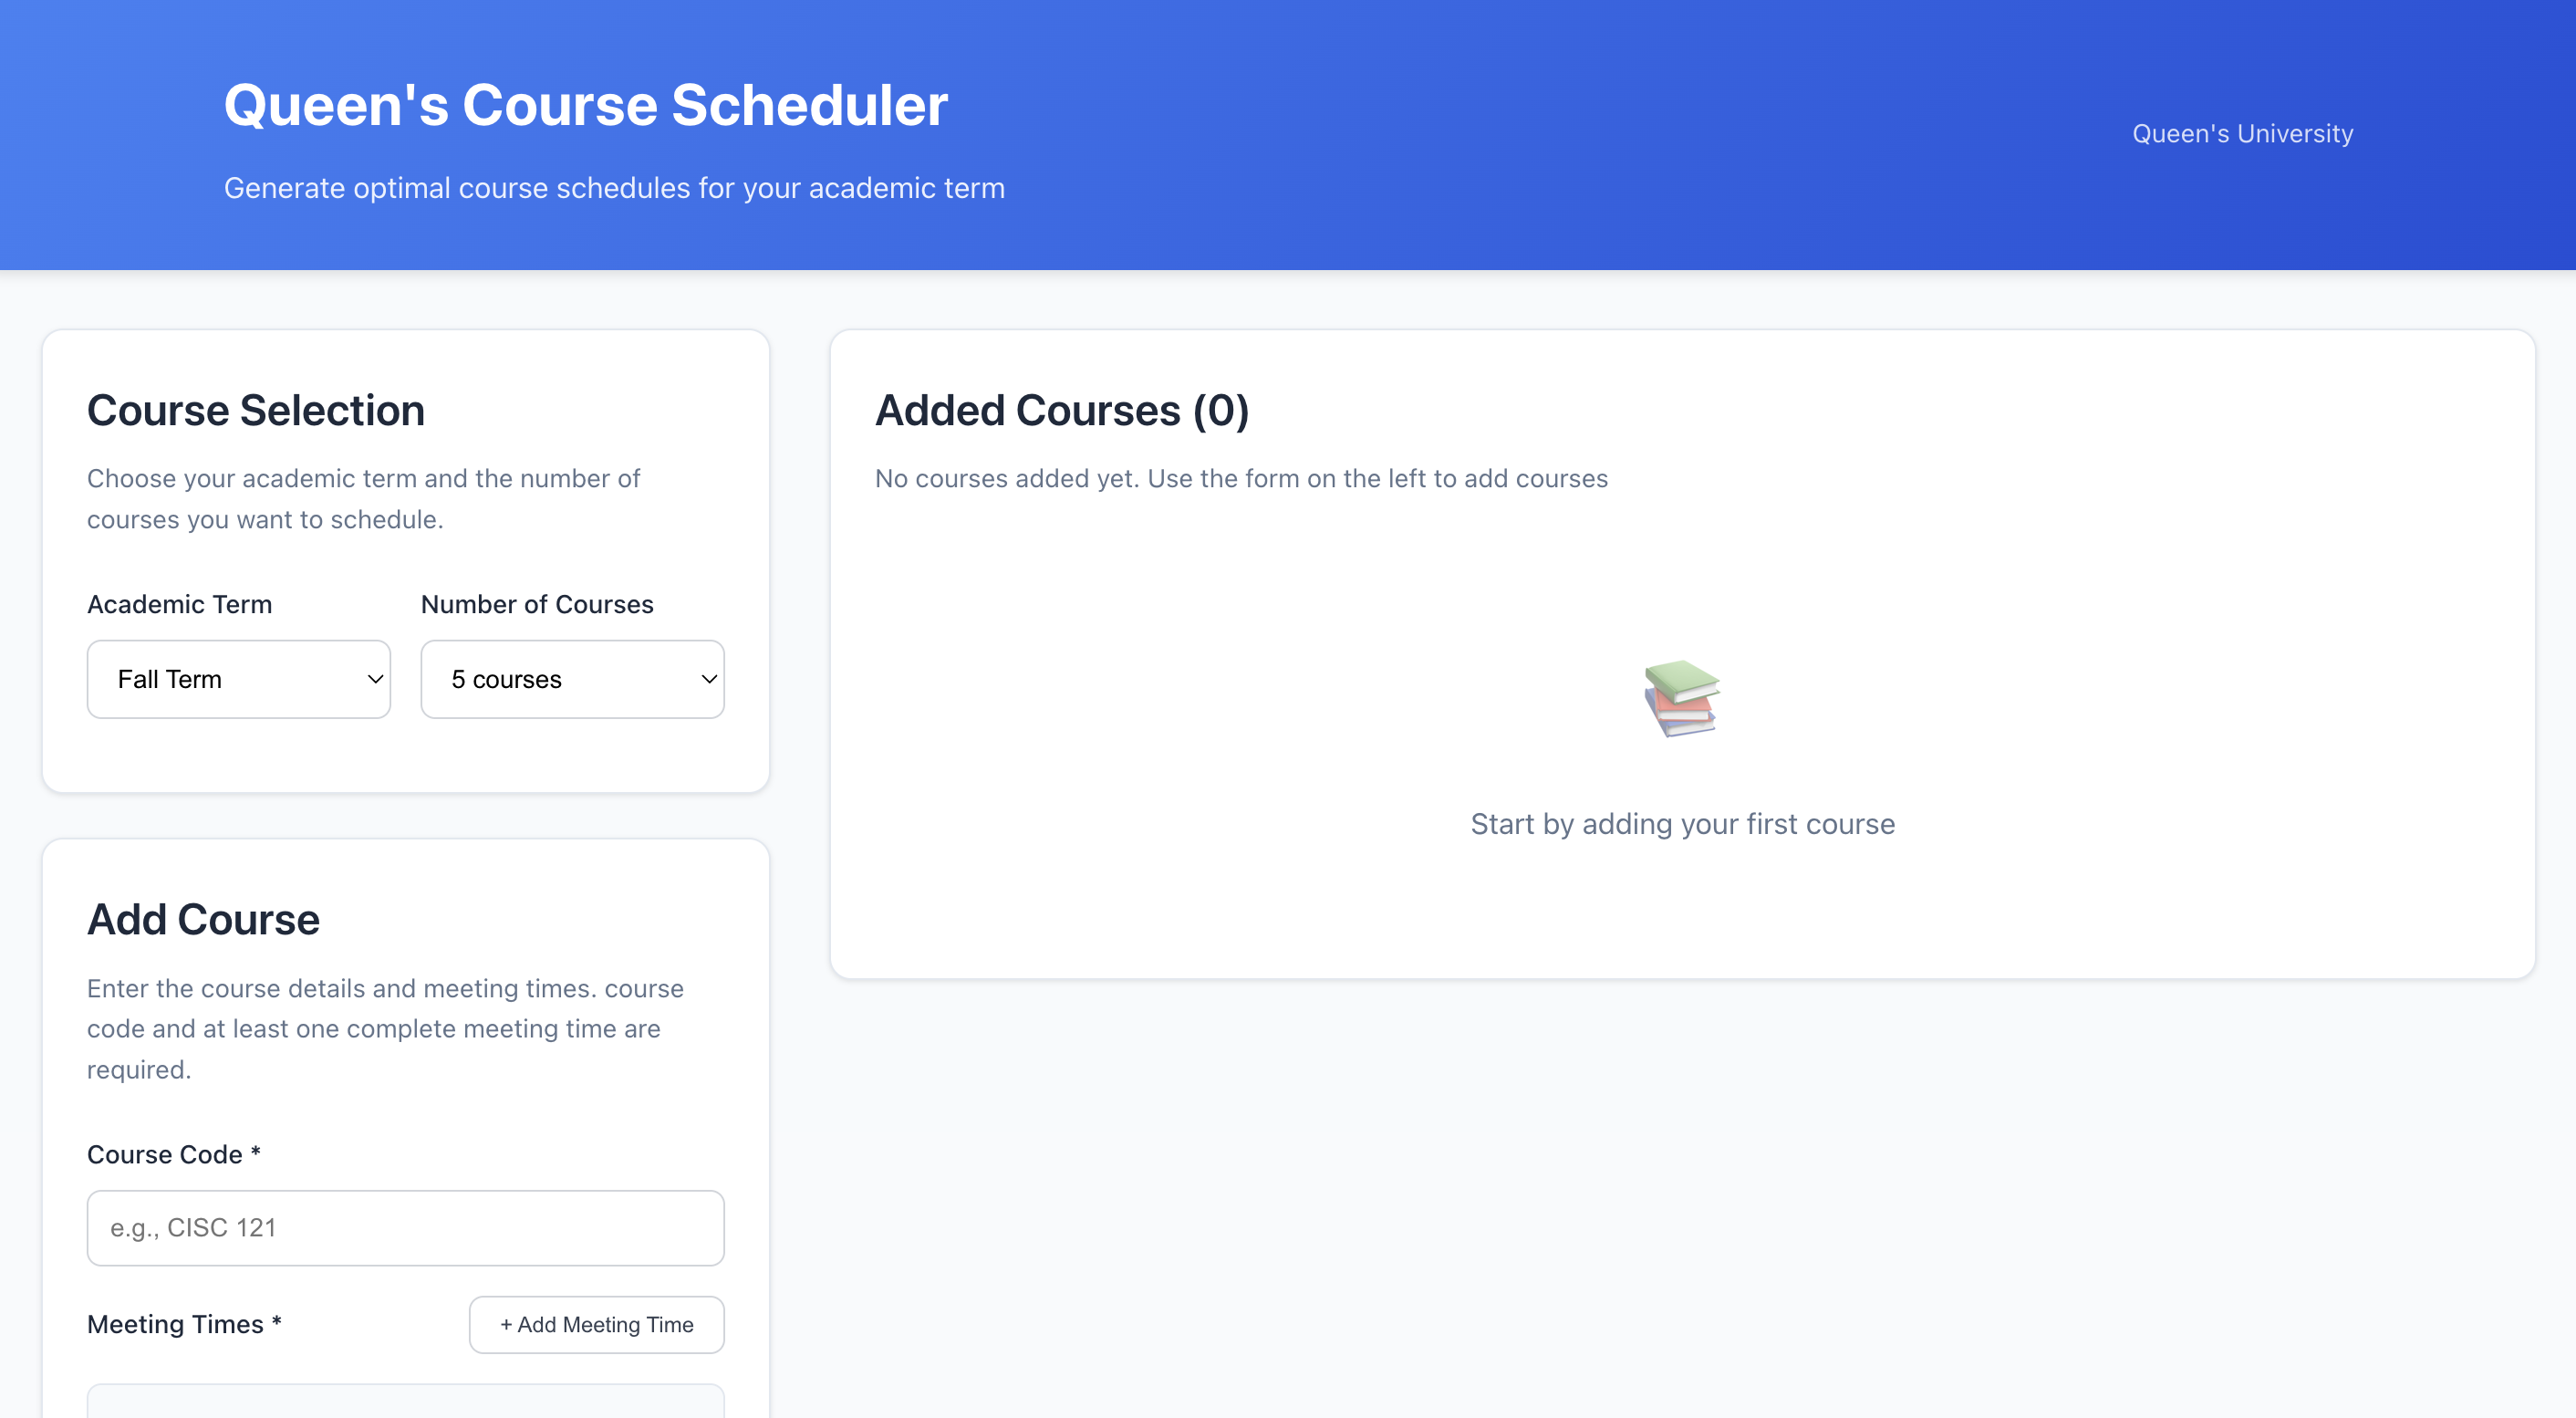 Queen's Course Scheduler
Generate optimal course schedules for your academic term
Queen's University
Course Selection
Choose your academic term and the number of
courses you want to schedule.
Academic Term
Number of Courses
Fall Term
5 courses
Add Course
Enter the course details and meeting times. course
code and at least one complete meeting time are
required.
Course Code *
e.g., CISC 121
Meeting Times *
+ Add Meeting Time
Added Courses (0)
No courses added yet. Use the form on the left to add courses
Start by adding your first course